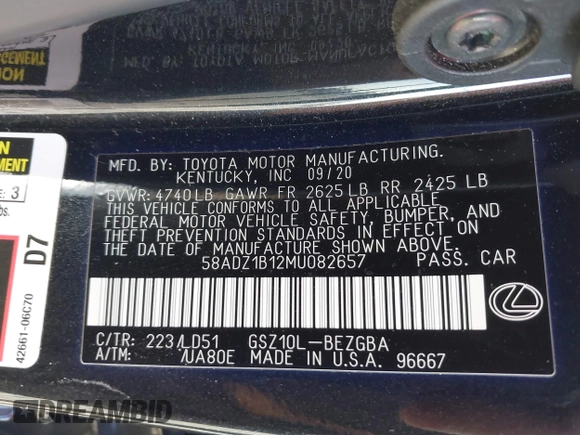 MFD. BY: TOYOTA MOTOR MANUFACTURING.
KENTUCKY, INC 09/20
GVWR: 4740 LB GAWR FR 2625 LB RR 2425 LB
THIS VEHICLE CONFORMS TO ALL APPLICABLE
FEDERAL MOTOR VEHICLE SAFETY, BUMPER, AND
THEFT PREVENTION STANDARDS IN EFFECT ON
THE DATE OF MANUFACTURE SHOWN ABOVE.
58ADZ1B12MU082657 PASS. CAR
C/TR: 223/LD51 GSZ10L-BEZGBA
A/TM: /UA80E MADE IN U.S.A. 96667
D7
42661-06C70
DREAMBID